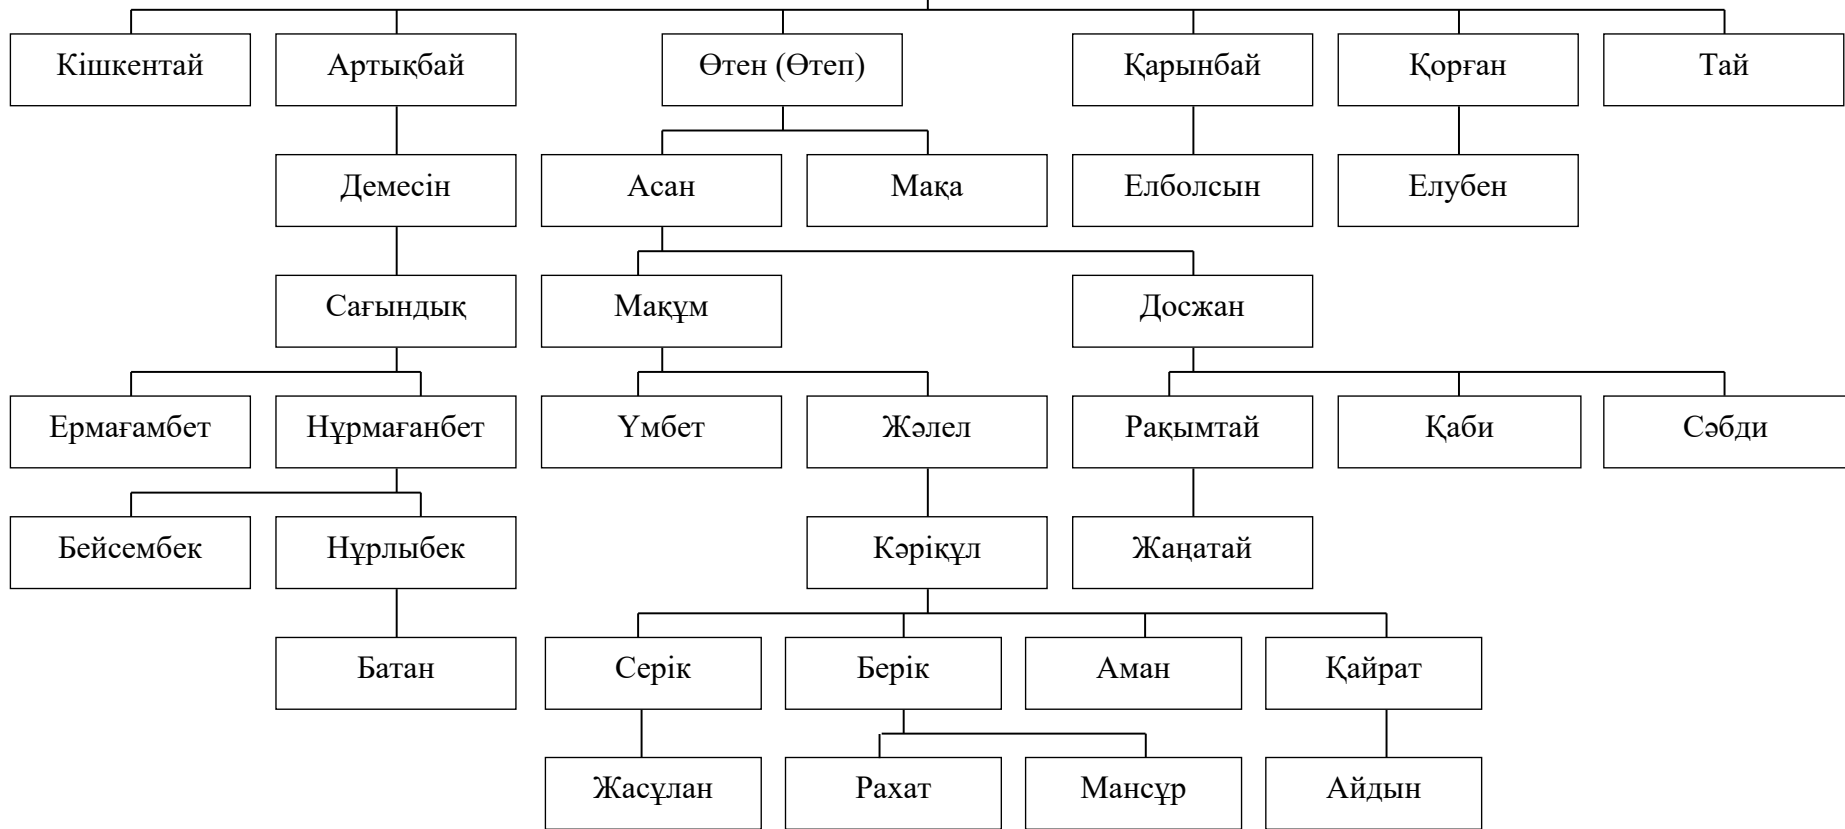 Кішкентай
Артықбай
Өтен (Өтеп)
Қарынбай
Қорған
Тай
Демесін
Асан
Мақа
Елболсын
Елубен
Сағындық
Мақұм
Досжан
Ермағамбет
Нұрмағанбет
Үмбет
Жәлел
Рақымтай
Қаби
Сәбди
Бейсембек
Нұрлыбек
Кәріқұл
Жаңатай
Батан
Серік
Берік
Аман
Қайрат
Жасұлан
Рахат
Мансұр
Айдын